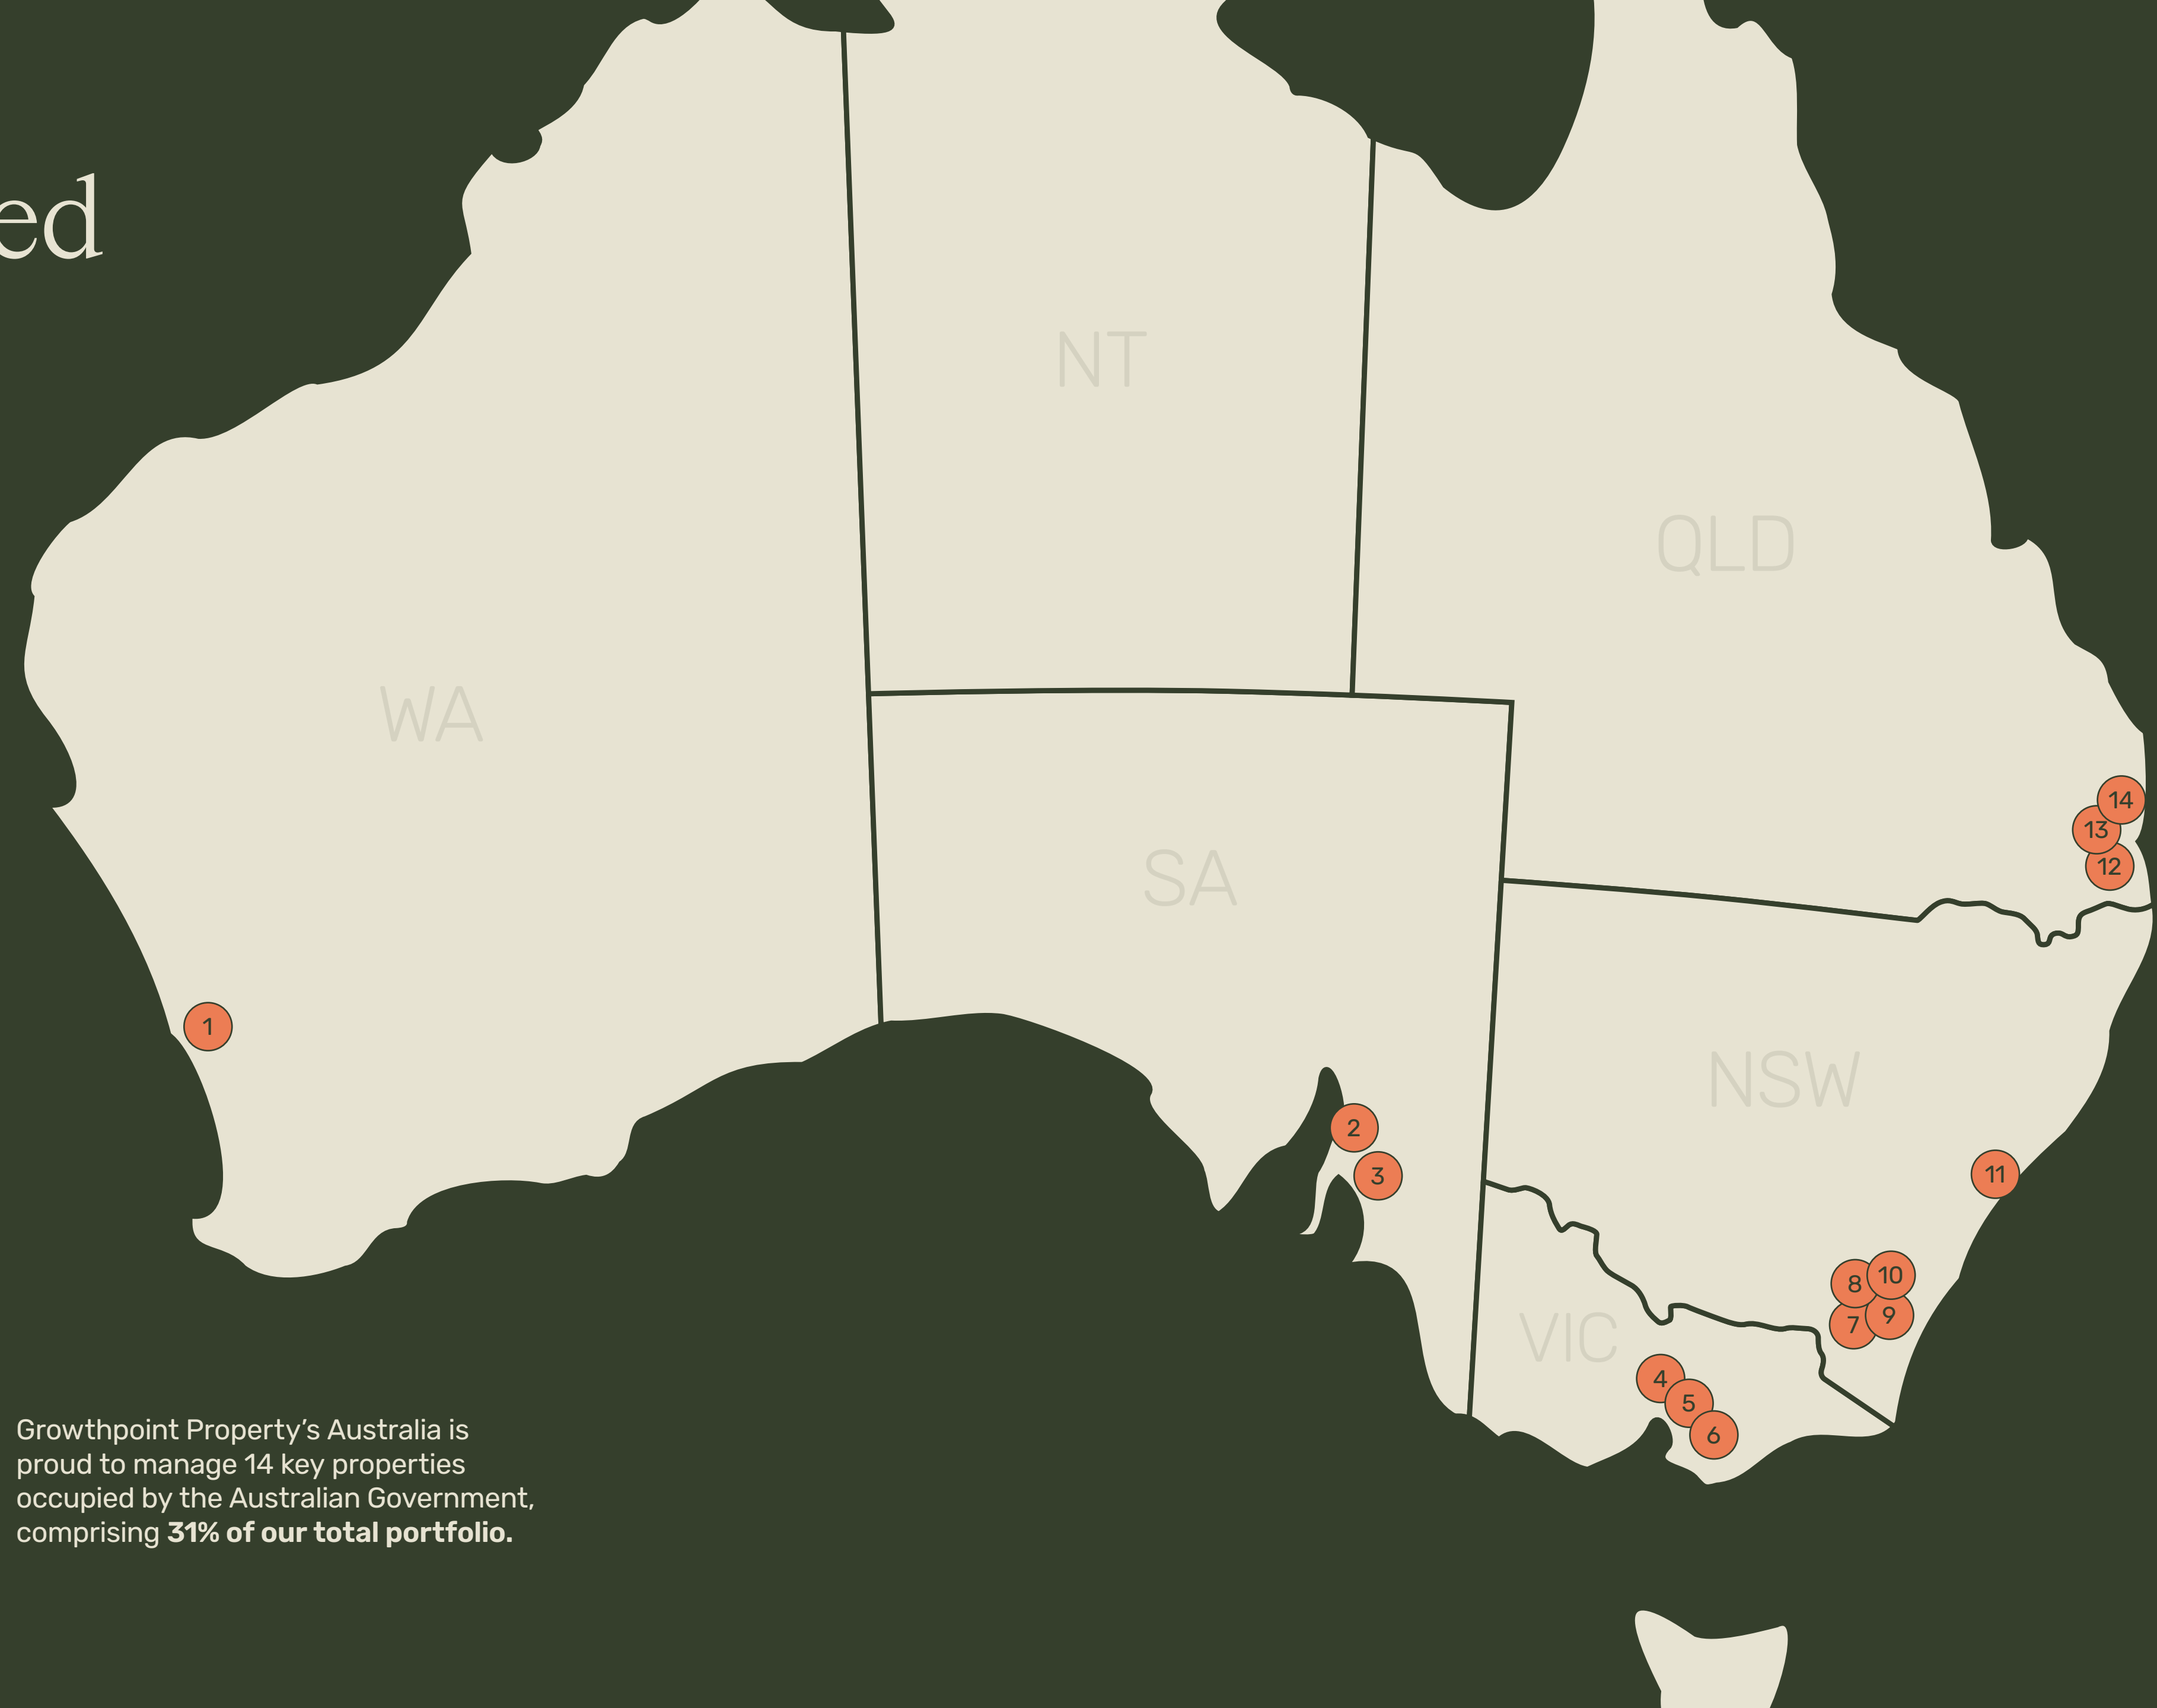 ed
NT
QLD
WA
14
13
SA
12
1
NSW
2
11
3
10
8
9
7
VIC
4
5
6
Growthpoint Property’s Australia is
proud to manage 14 key properties
occupied by the Australian Government,
comprising 31% of our total portfolio.